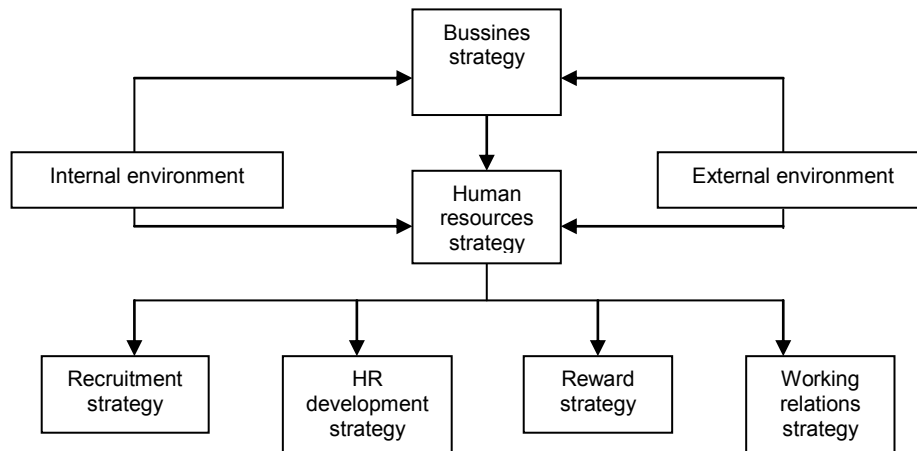 Bussines
strategy
Internal environment
External environment
Human
resources
strategy
Recruitment
strategy
HR
development
strategy
Reward
strategy
Working
relations
strategy